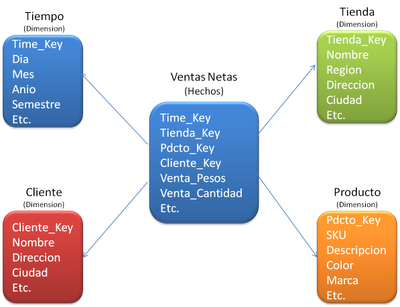 Tiempo
(Dimension)
Time_Key
Dia
Mes
Anio
Semestre
Etc.
Tienda
(Dimension)
Tienda_Key
Nombre
Region
Direccion
Ciudad
Etc.
Ventas Netas
(Hechos)
Time_Key
Tienda_Key
Pdcto_Key
Cliente_Key
Venta_Pesos
Venta_Cantidad
Etc.
Cliente
(Dimension)
Cliente_Key
Nombre
Direccion
Ciudad
Etc.
Producto
(Dimension)
Pdcto_Key
SKU
Descripcion
Color
Marca
Etc.